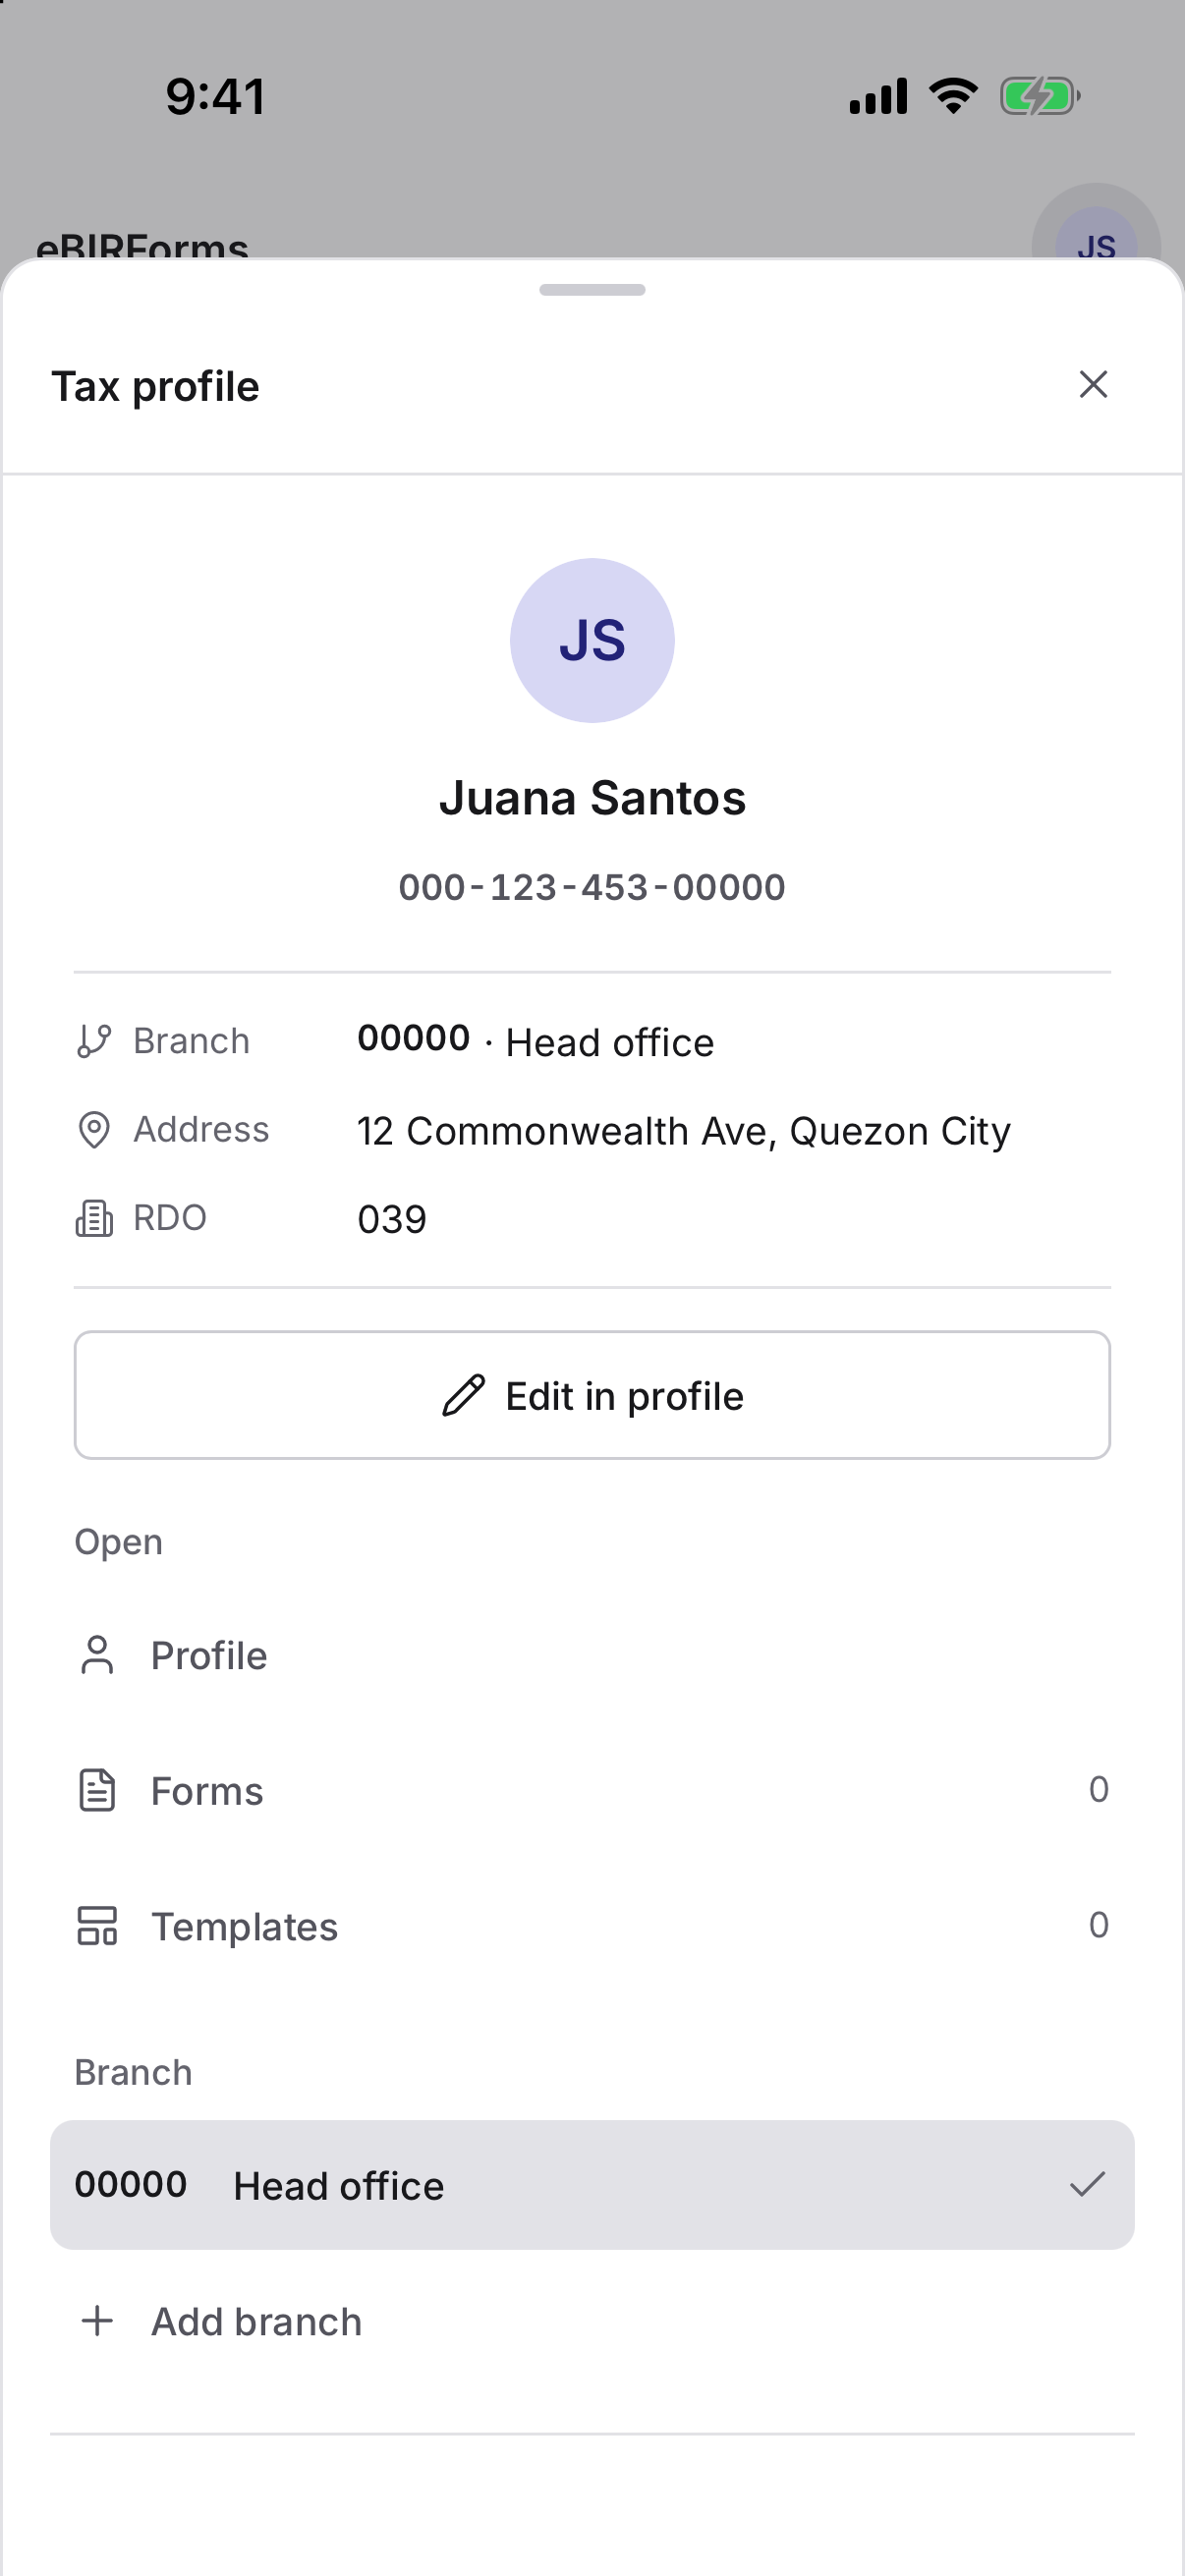 9:41
eBIRForms
JS
Tax profile
JS
Juana Santos
000-123-453-00000
Branch 00000 · Head office
Address 12 Commonwealth Ave, Quezon City
RDO 039
Edit in profile
Open
Profile
Forms 0
Templates 0
Branch
00000 Head office
Add branch